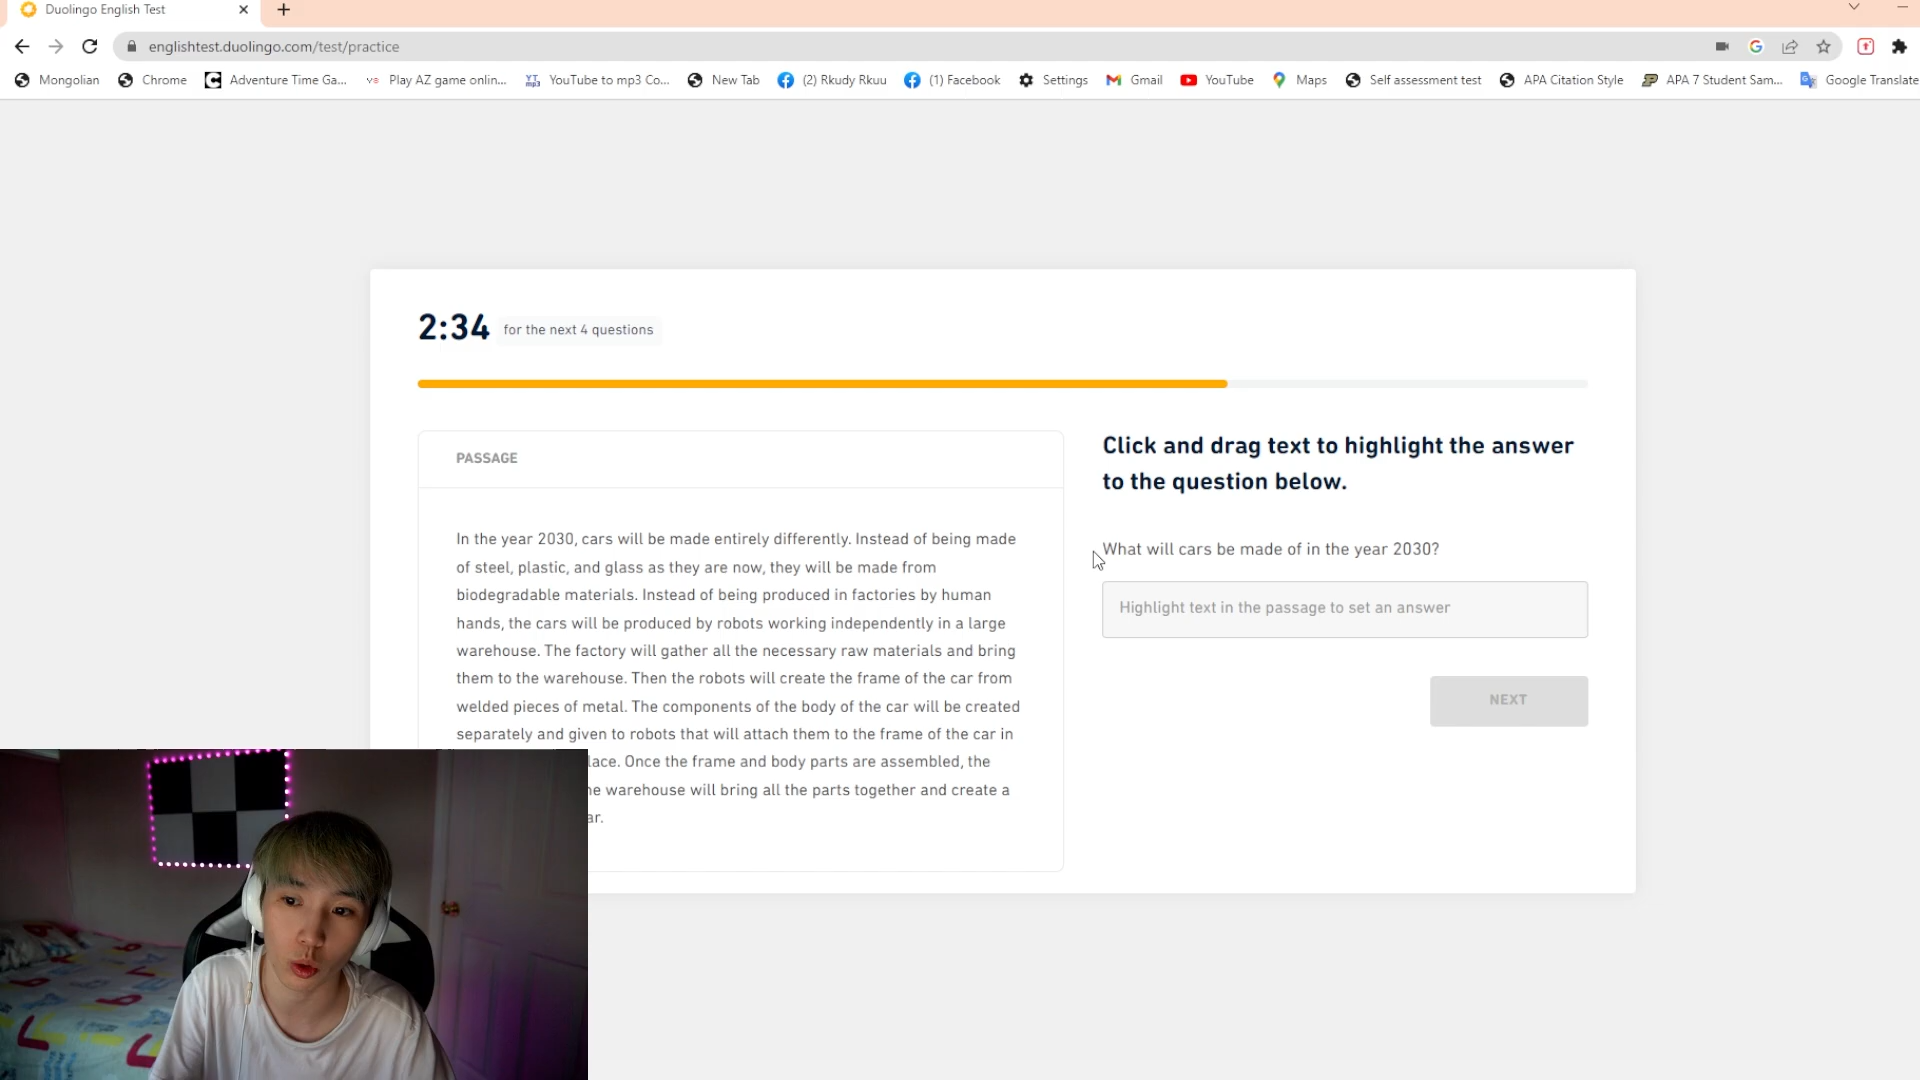 Duolingo English Test
englishtest.duolingo.com/test/practice
Mongolian Chrome Adventure Time Ga... Play AZ game onlin... YouTube to mp3 Co... New Tab (2) Rkudy Rkuu (1) Facebook Settings Gmail YouTube Maps Self assessment test APA Citation Style APA 7 Student Sam... Google Translate
2:34 for the next 4 questions
PASSAGE
In the year 2030, cars will be made entirely differently. Instead of being made
of steel, plastic, and glass as they are now, they will be made from
biodegradable materials. Instead of being produced in factories by human
hands, the cars will be produced by robots working independently in a large
warehouse. The factory will gather all the necessary raw materials and bring
them to the warehouse. Then the robots will create the frame of the car from
welded pieces of metal. The components of the body of the car will be created
separately and given to robots that will attach them to the frame of the car in
lace. Once the frame and body parts are assembled, the
he warehouse will bring all the parts together and create a
ar.
Click and drag text to highlight the answer
to the question below.
What will cars be made of in the year 2030?
Highlight text in the passage to set an answer
NEXT